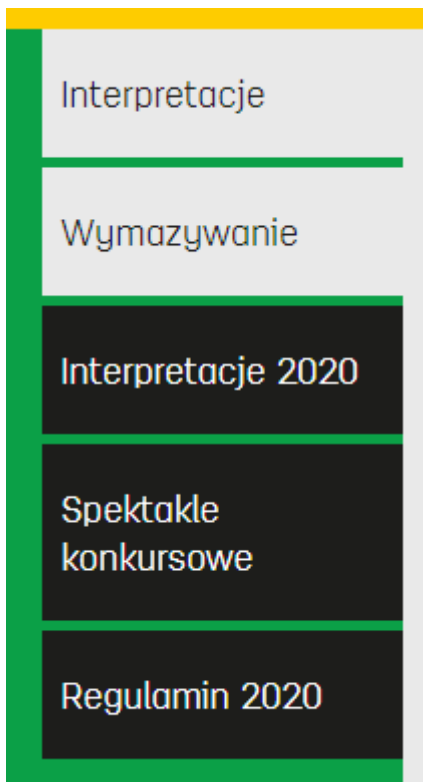 Interpretacje
Wymazywanie
Interpretacje 2020
Spektakle
konkursowe
Regulamin 2020